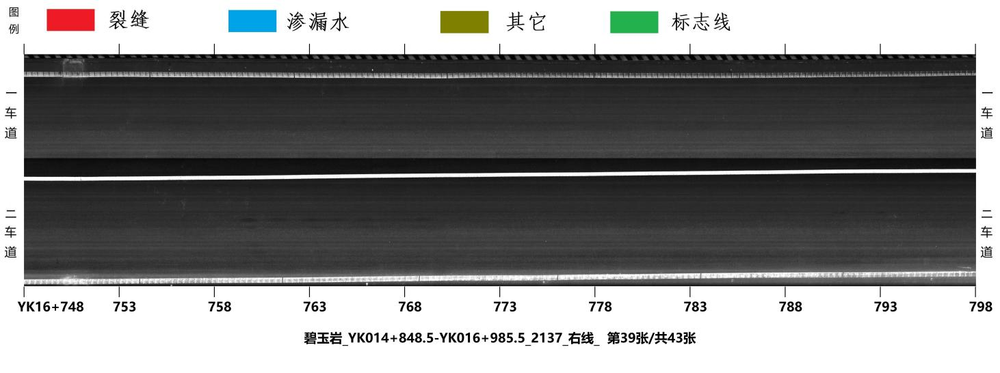 图例 裂缝 渗漏水 其它 标志线
一车道 一车道
二车道 二车道
YK16+748 753 758 763 768 773 778 783 788 793 798
碧玉岩_YK014+848.5-YK016+985.5_2137_右线_ 第39张/共43张